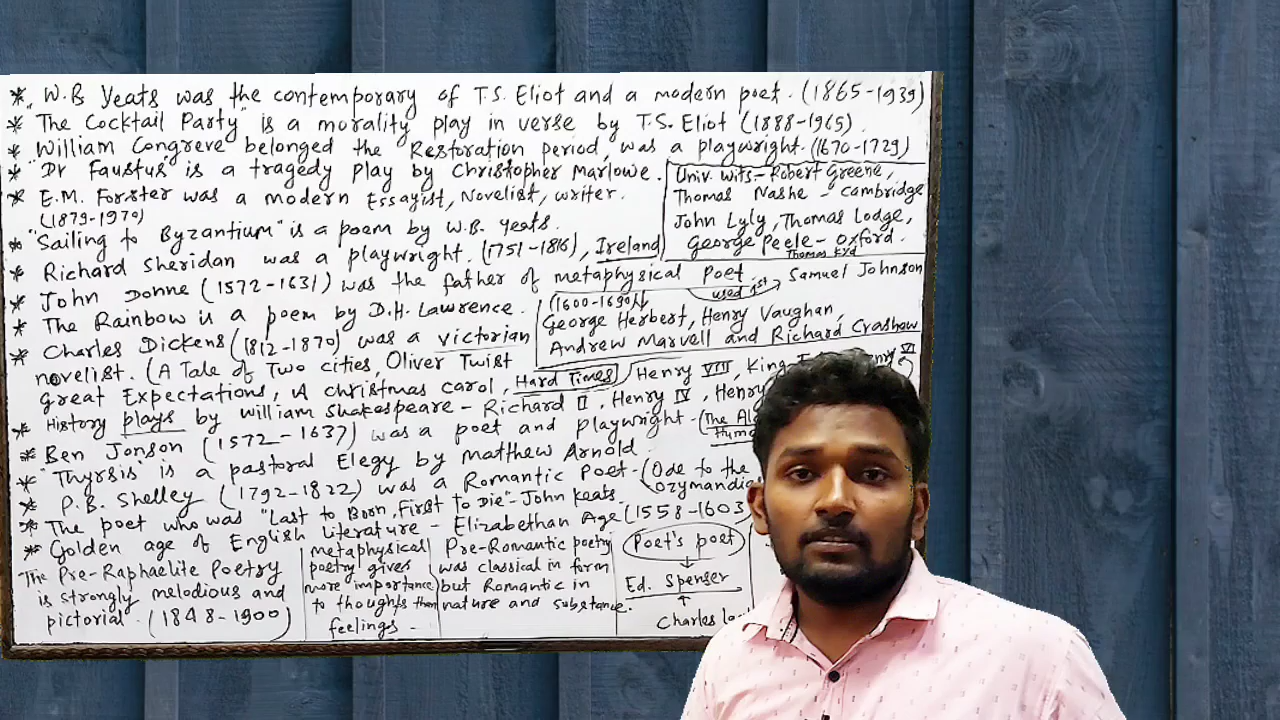 * W.B Yeats was the contemporary of T.S. Eliot and a modern poet. (1865-1939)
* "The Cocktail Party" is a morality play in verse by T.S. Eliot (1888-1965).
* William Congreve belonged the Restoration period, was a playwright. (1670-1729)
* "Dr Faustus" is a tragedy play by Christopher Marlowe.
* E.M. Forster was a modern Essayist, Novelist, writer.
(1879-1970)
* "Sailing to Byzantium" is a poem by W.B. Yeats.
* Richard Sheridan was a playwright. (1751-1816), Ireland
Univ. wits- Robert Greene,
Thomas Nashe - Cambridge
John Lyly, Thomas Lodge,
George Peele- Oxford.
Thomas Kyd
* John Donne (1572-1631) was the father of metaphysical Poet.
used 1st Samuel Johnson
* The Rainbow is a poem by D.H. Lawrence.
(1600-1690)
George Herbert, Henry Vaughan,
Andrew Marvell and Richard Crashaw
* Charles Dickens (1812-1870) was a victorian
novelist. (A Tale of Two cities, Oliver Twist
Great Expectations, A christmas carol, Hard Times)
* History plays by william Shakespeare - Richard II, Henry IV, Henry
Henry VIII, King VI
* Ben Jonson (1572-1637) was a poet and playwright - (The
* "Thyrsis" is a pastoral Elegy by matthew Arnold.
* P.B. Shelley (1792-1822) was a Romantic Poet - (Ode to the
* The poet who was "Last to Born, First to Die" - John Keats.
* Golden age of English Literature - Elizabethan Age (1558-1603)
"The Pre-Raphaelite Poetry
is strongly melodious and
pictorial. (1848-1900)
metaphysical
poetry gives
more importance
to thoughts than
feelings.
Pre-Romantic poetry
was classical in form
but Romantic in
nature and substance.
Poet's poet
Ed. Spenser
Charles